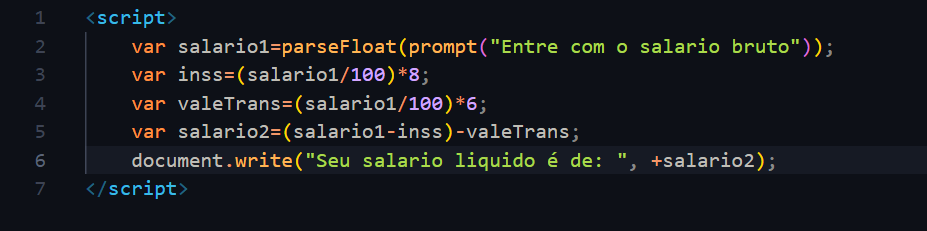 1 <script>
2 var salario1=parseFloat(prompt("Entre com o salario bruto"));
3 var inss=(salario1/100)*8;
4 var valeTrans=(salario1/100)*6;
5 var salario2=(salario1-inss)-valeTrans;
6 document.write("Seu salario liquido é de: ", +salario2);
7 </script>